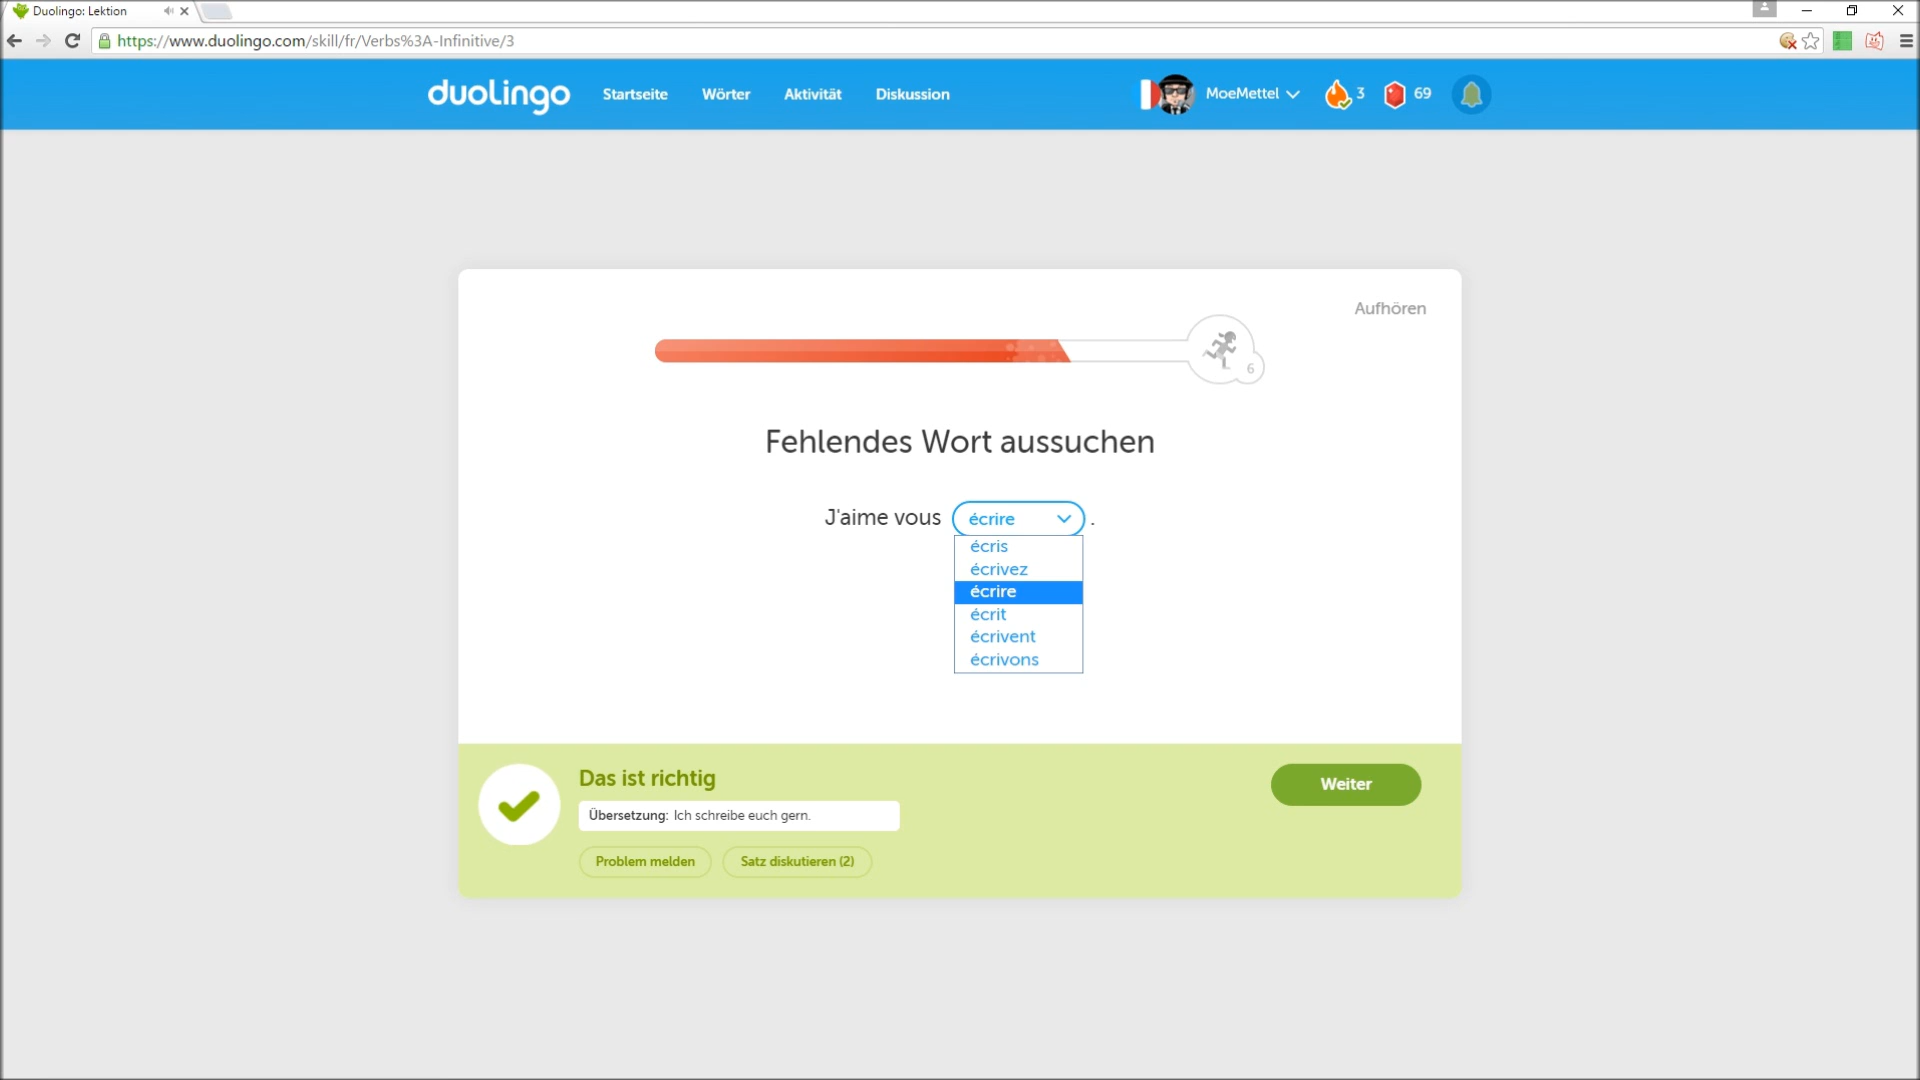 Duolingo: Lektion
https://www.duolingo.com/skill/fr/Verbs%3A-Infinitive/3
duolingo Startseite Wörter Aktivität Diskussion MoeMettel 3 69
Aufhören
6
Fehlendes Wort aussuchen
J'aime vous écrire .
écris
écrivez
écrire
écrit
écrivent
écrivons
Das ist richtig
Weiter
Übersetzung: Ich schreibe euch gern.
Problem melden Satz diskutieren (2)